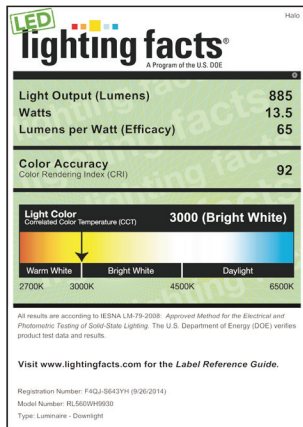 Halo
LED
lighting facts®
A Program of the U.S. DOE
Light Output (Lumens) 885
Watts 13.5
Lumens per Watt (Efficacy) 65
Color Accuracy
Color Rendering Index (CRI) 92
Light Color
Correlated Color Temperature (CCT) 3000 (Bright White)
Warm White Bright White Daylight
2700K 3000K 4500K 6500K
All results are according to IESNA LM-79-2008: Approved Method for the Electrical and
Photometric Testing of Solid-State Lighting. The U.S. Department of Energy (DOE) verifies
product test data and results.
Visit www.lightingfacts.com for the Label Reference Guide.
Registration Number: F4QJ-S643YH (9/26/2014)
Model Number: RL560WH9930
Type: Luminaire - Downlight